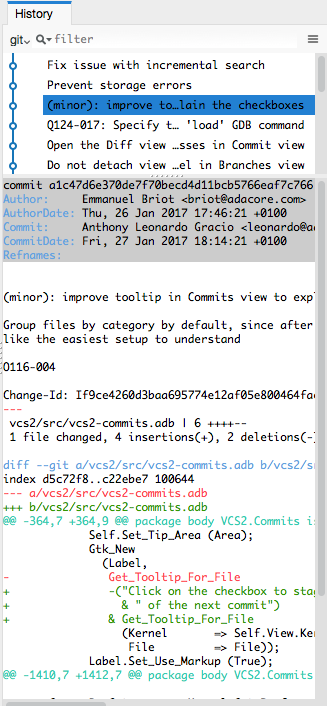 History
git
filter
Fix issue with incremental search
Prevent storage errors
(minor): improve to…lain the checkboxes
Q124-017: Specify t… 'load' GDB command
Open the Diff view …sses in Commit view
Do not detach view …el in Branches view
commit a1c47d6e370de7f70becd4d11bcb5766eaf7c766
Author: Emmanuel Briot <briot@adacore.com>
AuthorDate: Thu, 26 Jan 2017 17:46:21 +0100
Commit: Anthony Leonardo Gracio <leonardo@ad
CommitDate: Fri, 27 Jan 2017 18:14:21 +0100
Refnames:
(minor): improve tooltip in Commits view to expl
Group files by category by default, since after
like the easiest setup to understand
O116-004
Change-Id: If9ce4260d3baa695774e12af05e800464fac
---
vcs2/src/vcs2-commits.adb | 6 ++++--
1 file changed, 4 insertions(+), 2 deletions(-)
diff --git a/vcs2/src/vcs2-commits.adb b/vcs2/sr
index d5c72f8..c22ebe7 100644
--- a/vcs2/src/vcs2-commits.adb
+++ b/vcs2/src/vcs2-commits.adb
@@ -364,7 +364,9 @@ package body VCS2.Commits is
Self.Set_Tip_Area (Area);
Gtk_New
(Label,
- Get_Tooltip_For_File
+ -("Click on the checkbox to stag
+ & " of the next commit")
+ & Get_Tooltip_For_File
(Kernel => Self.View.Ker
File => File));
Label.Set_Use_Markup (True);
@@ -1410,7 +1412,7 @@ package body VCS2.Commits